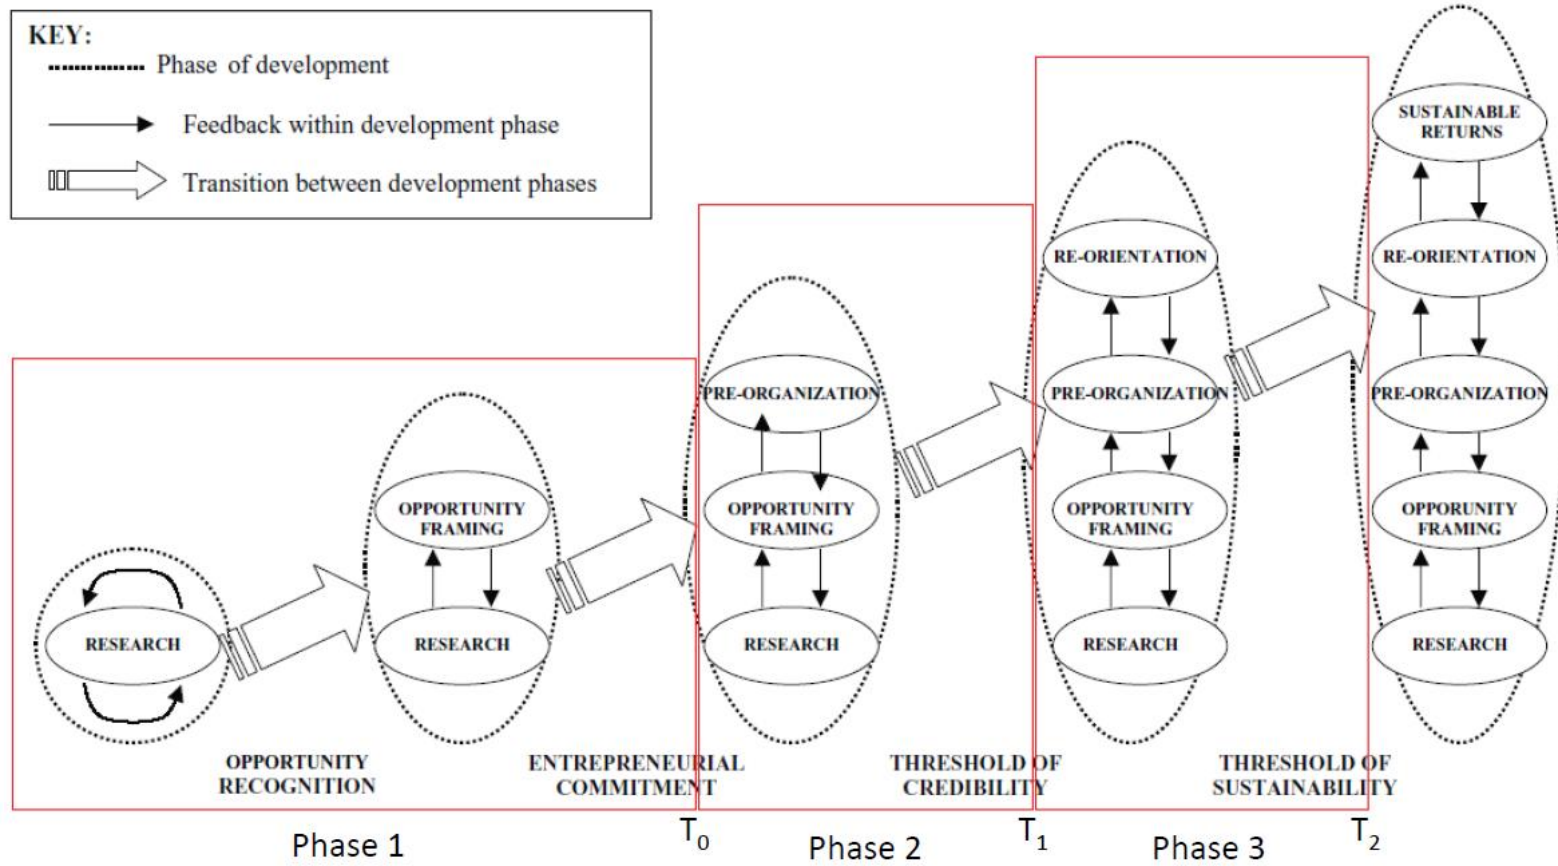 KEY:
Phase of development
Feedback within development phase
Transition between development phases
RESEARCH
OPPORTUNITY
FRAMING
RESEARCH
PRE-ORGANIZATION
OPPORTUNITY
FRAMING
RESEARCH
RE-ORIENTATION
PRE-ORGANIZATION
OPPORTUNITY
FRAMING
RESEARCH
SUSTAINABLE
RETURNS
RE-ORIENTATION
PRE-ORGANIZATION
OPPORUNITY
FRAMING
RESEARCH
OPPORTUNITY
RECOGNITION
ENTREPRENEURIAL
COMMITMENT
THRESHOLD OF
CREDIBILITY
THRESHOLD OF
SUSTAINABILITY
Phase 1
T0
Phase 2
T1
Phase 3
T2